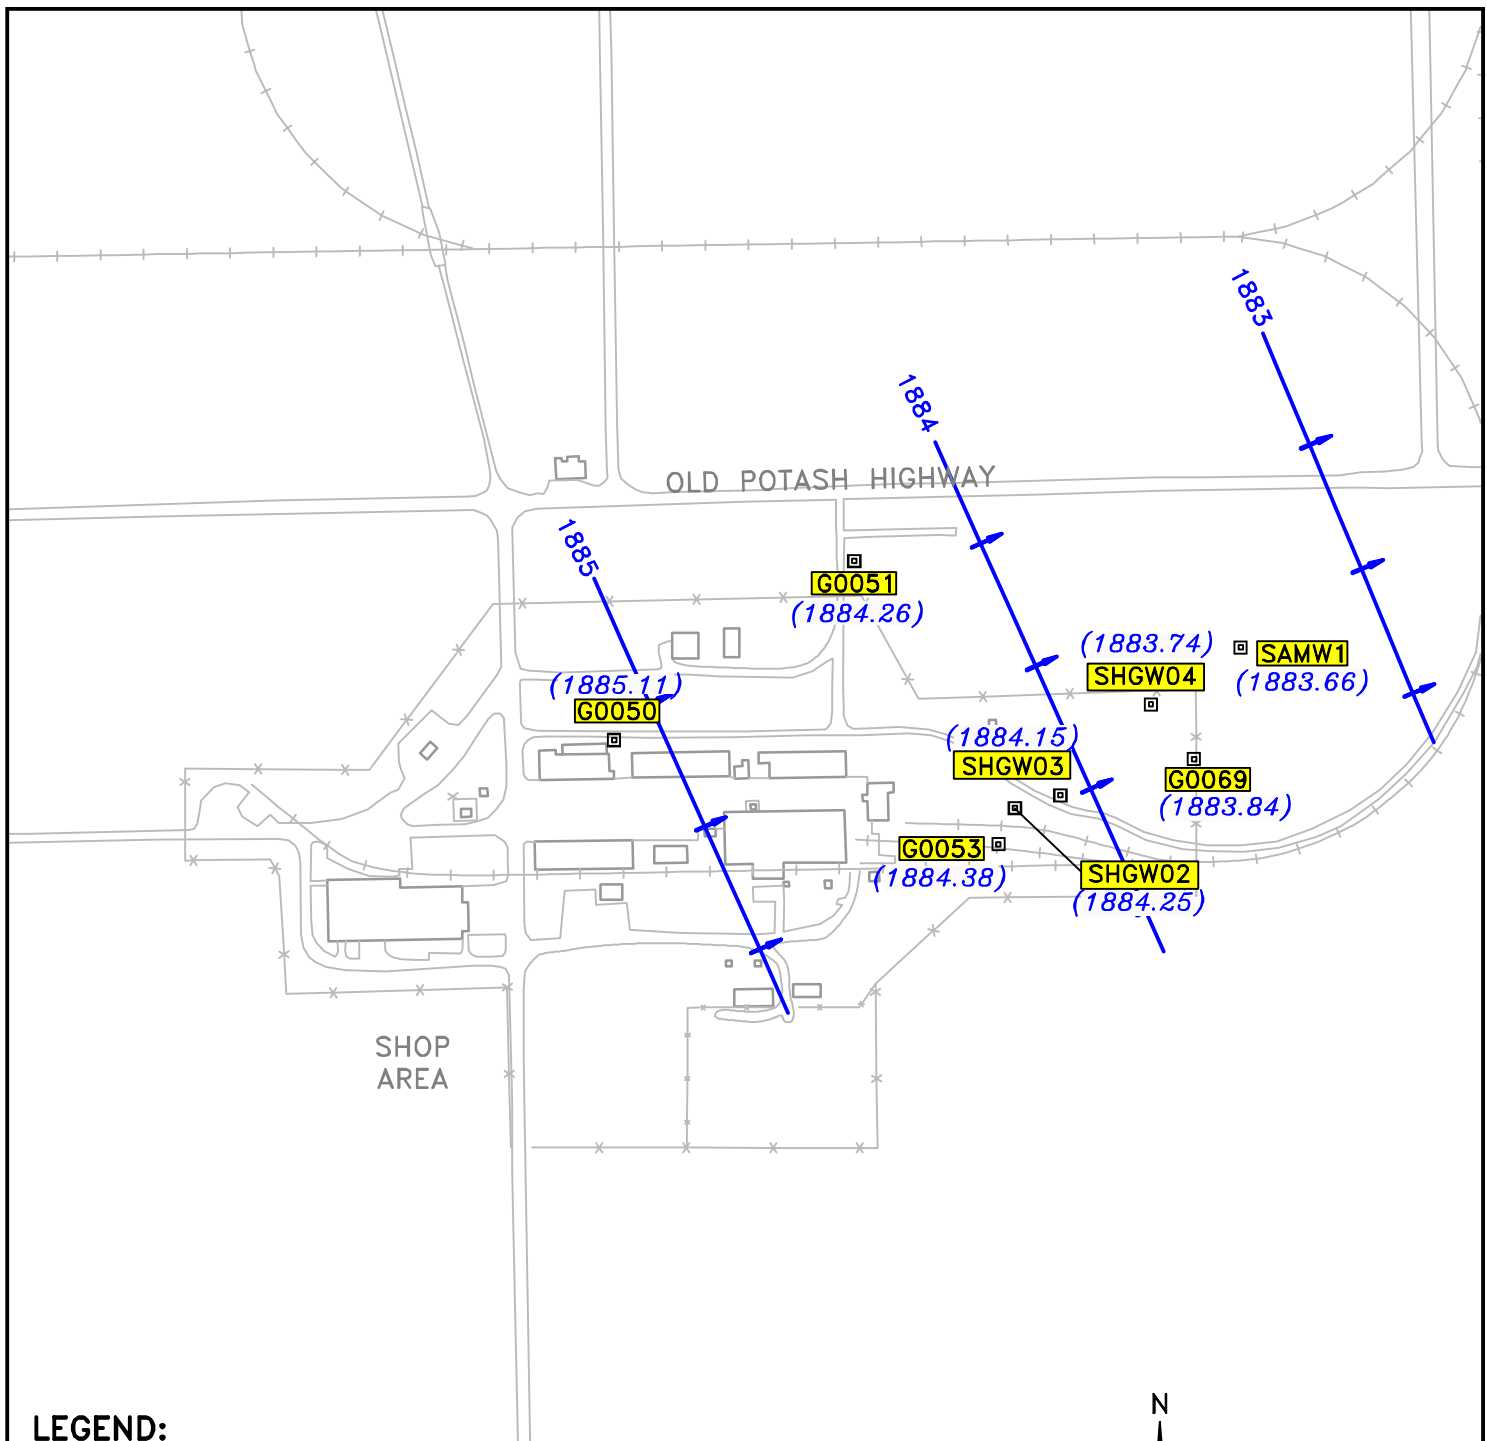 1883
1884
OLD POTASH HIGHWAY
1885
G0051
(1884.26)
(1883.74)
SHGW04
SAMW1
(1883.66)
(1885.11)
G0050
(1884.15)
SHGW03
G0069
(1883.84)
G0053
(1884.38)
SHGW02
(1884.25)
SHOP
AREA
N
LEGEND: